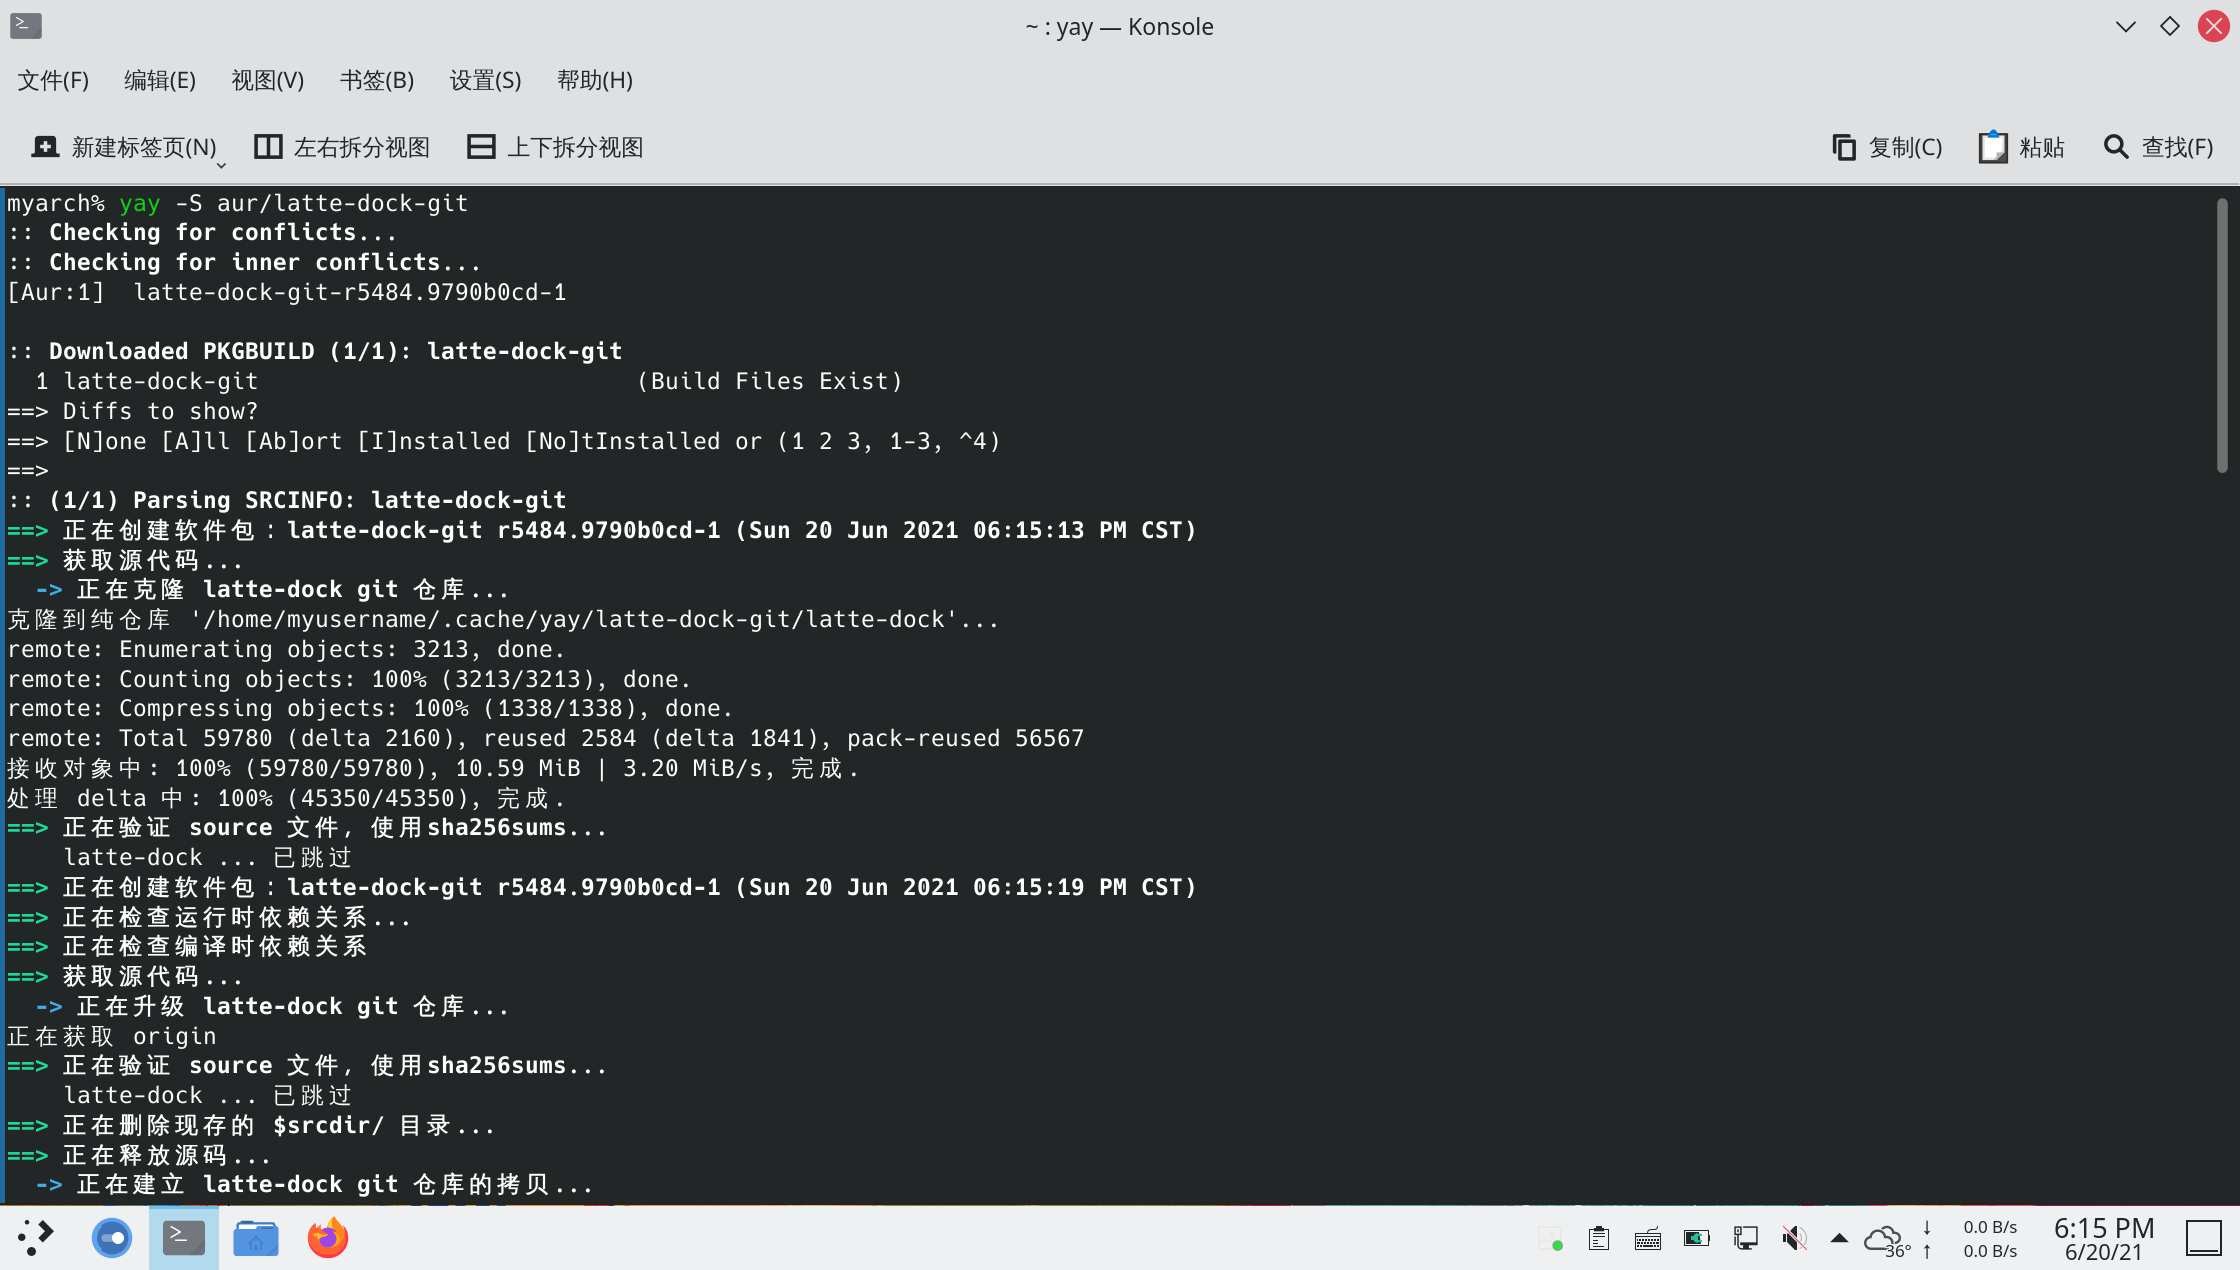 ~ : yay — Konsole
文件(F) 编辑(E) 视图(V) 书签(B) 设置(S) 帮助(H)
新建标签页(N) 左右拆分视图 上下拆分视图 复制(C) 粘贴 查找(F)
myarch% yay -S aur/latte-dock-git
:: Checking for conflicts...
:: Checking for inner conflicts...
[Aur:1]  latte-dock-git-r5484.9790b0cd-1
:: Downloaded PKGBUILD (1/1): latte-dock-git
  1 latte-dock-git                           (Build Files Exist)
==> Diffs to show?
==> [N]one [A]ll [Ab]ort [I]nstalled [No]tInstalled or (1 2 3, 1-3, ^4)
==>
:: (1/1) Parsing SRCINFO: latte-dock-git
==> 正在创建软件包：latte-dock-git r5484.9790b0cd-1 (Sun 20 Jun 2021 06:15:13 PM CST)
==> 获取源代码...
  -> 正在克隆 latte-dock git 仓库...
克隆到纯仓库 '/home/myusername/.cache/yay/latte-dock-git/latte-dock'...
remote: Enumerating objects: 3213, done.
remote: Counting objects: 100% (3213/3213), done.
remote: Compressing objects: 100% (1338/1338), done.
remote: Total 59780 (delta 2160), reused 2584 (delta 1841), pack-reused 56567
接收对象中: 100% (59780/59780), 10.59 MiB | 3.20 MiB/s, 完成.
处理 delta 中: 100% (45350/45350), 完成.
==> 正在验证 source 文件, 使用sha256sums...
    latte-dock ... 已跳过
==> 正在创建软件包：latte-dock-git r5484.9790b0cd-1 (Sun 20 Jun 2021 06:15:19 PM CST)
==> 正在检查运行时依赖关系...
==> 正在检查编译时依赖关系
==> 获取源代码...
  -> 正在升级 latte-dock git 仓库...
正在获取 origin
==> 正在验证 source 文件, 使用sha256sums...
    latte-dock ... 已跳过
==> 正在删除现存的 $srcdir/ 目录...
==> 正在释放源码...
  -> 正在建立 latte-dock git 仓库的拷贝...
36° ↓ 0.0 B/s
↑ 0.0 B/s
6:15 PM
6/20/21